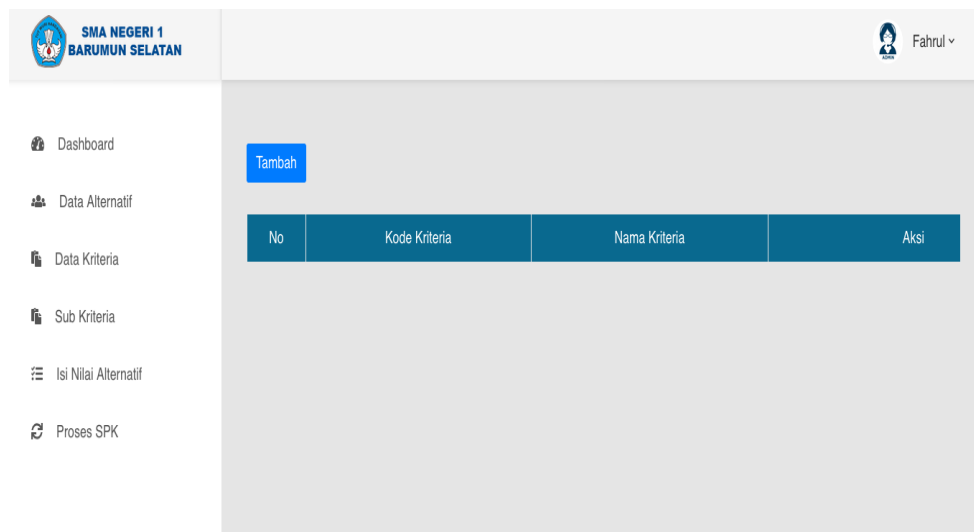 SMA NEGERI 1
BARUMUN SELATAN
Fahrul
ADMIN
Dashboard
Data Alternatif
Data Kriteria
Sub Kriteria
Isi Nilai Alternatif
Proses SPK
Tambah
No Kode Kriteria Nama Kriteria Aksi